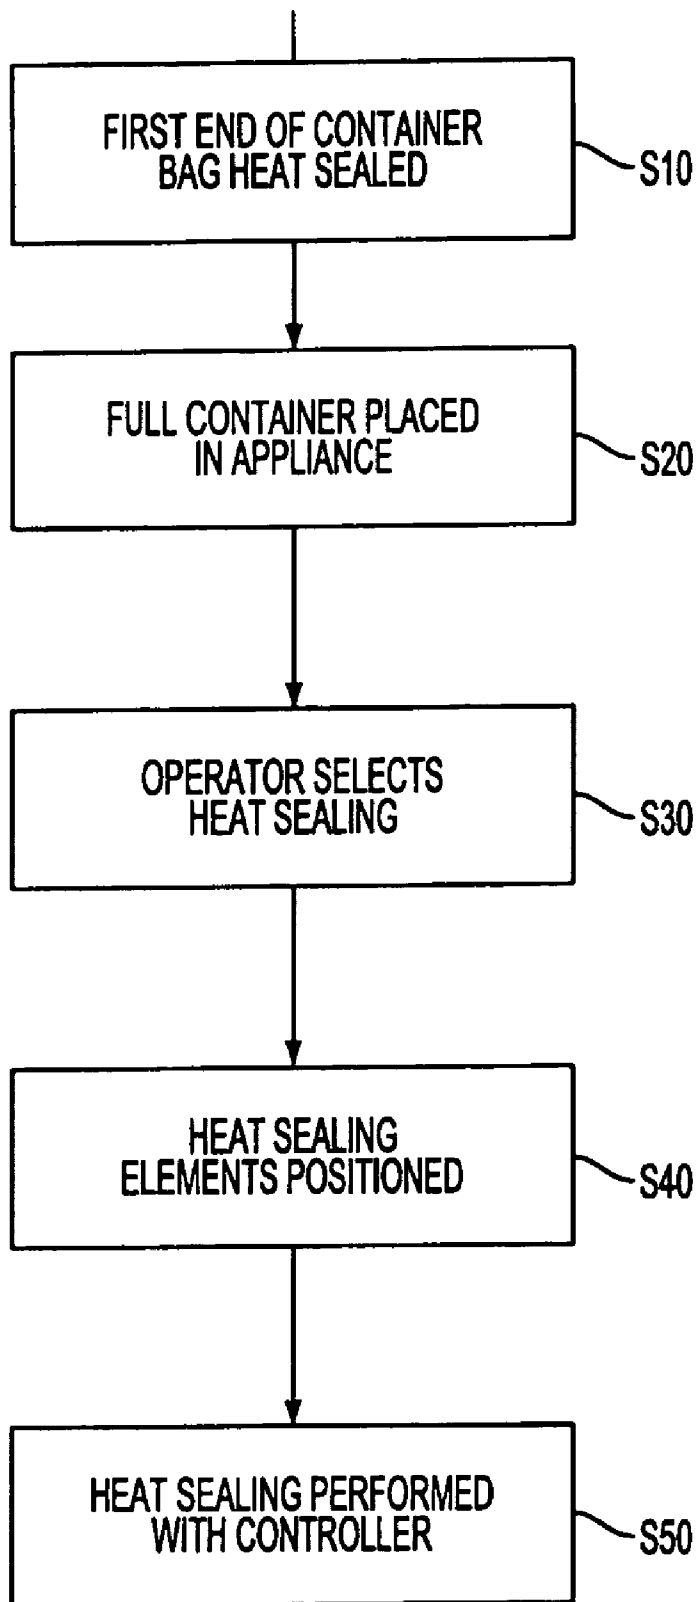 FIRST END OF CONTAINER
BAG HEAT SEALED
S10
FULL CONTAINER PLACED
IN APPLIANCE
S20
OPERATOR SELECTS
HEAT SEALING
S30
HEAT SEALING
ELEMENTS POSITIONED
S40
HEAT SEALING PERFORMED
WITH CONTROLLER
S50